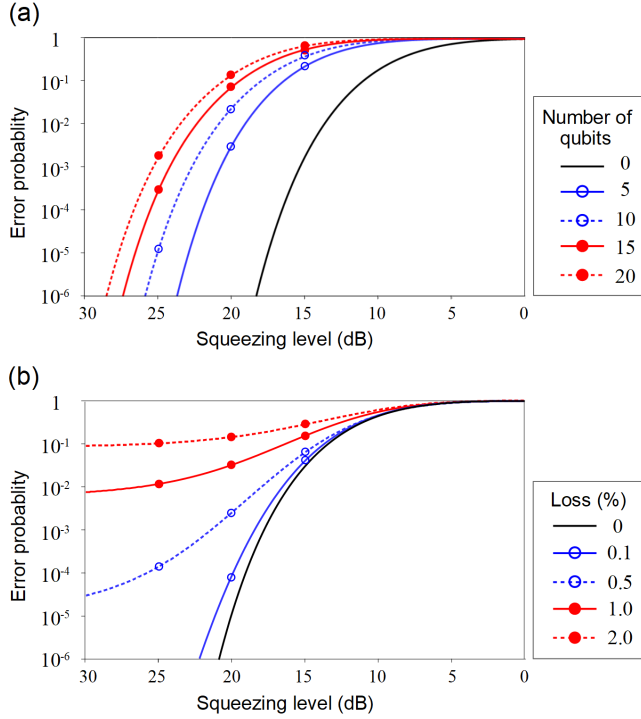 (a)
1
10-1
10-2
10-3
10-4
10-5
10-6
Error probablity
30 25 20 15 10 5 0
Squeezing level (dB)
Number of
qubits
0
5
10
15
20
(b)
1
10-1
10-2
10-3
10-4
10-5
10-6
Error probablity
30 25 20 15 10 5 0
Squeezing level (dB)
Loss (%)
0
0.1
0.5
1.0
2.0